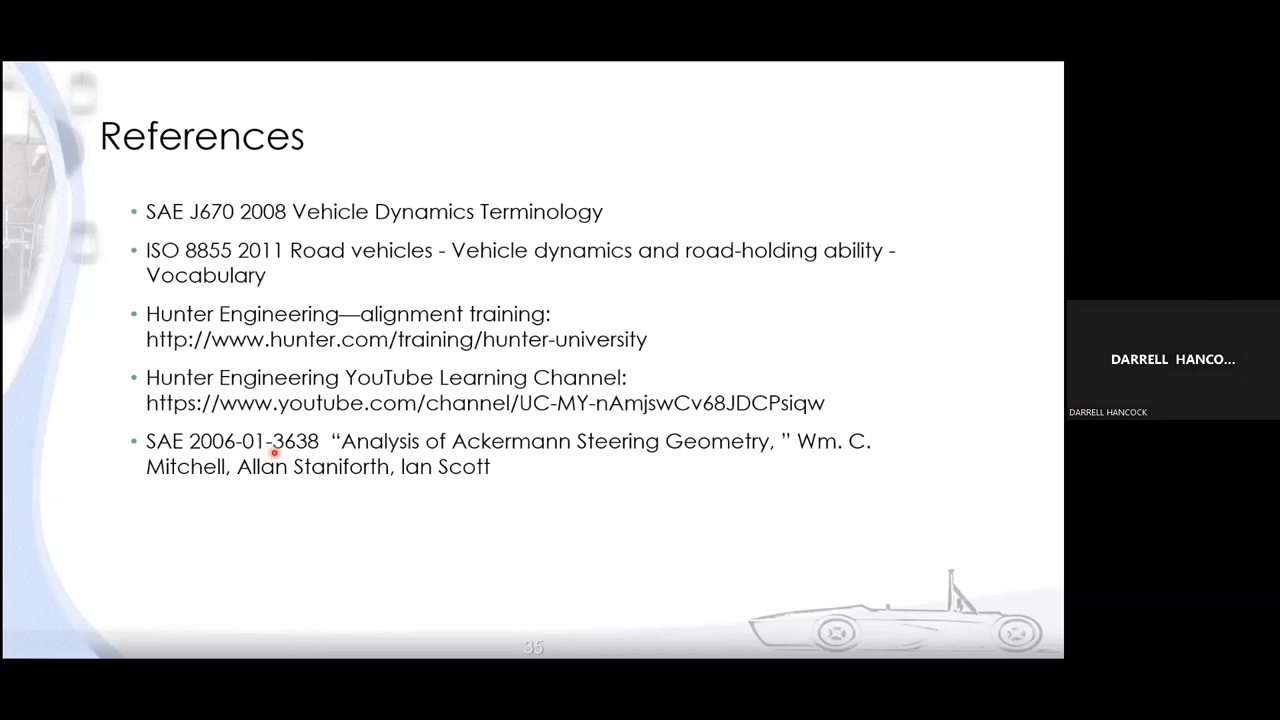 References
• SAE J670 2008 Vehicle Dynamics Terminology
• ISO 8855 2011 Road vehicles - Vehicle dynamics and road-holding ability -
Vocabulary
• Hunter Engineering—alignment training:
http://www.hunter.com/training/hunter-university
• Hunter Engineering YouTube Learning Channel:
https://www.youtube.com/channel/UC-MY-nAmjswCv68JDCPsiqw
• SAE 2006-01-3638 “Analysis of Ackermann Steering Geometry, ” Wm. C.
Mitchell, Allan Staniforth, Ian Scott
35
DARRELL HANCO...
DARRELL HANCOCK